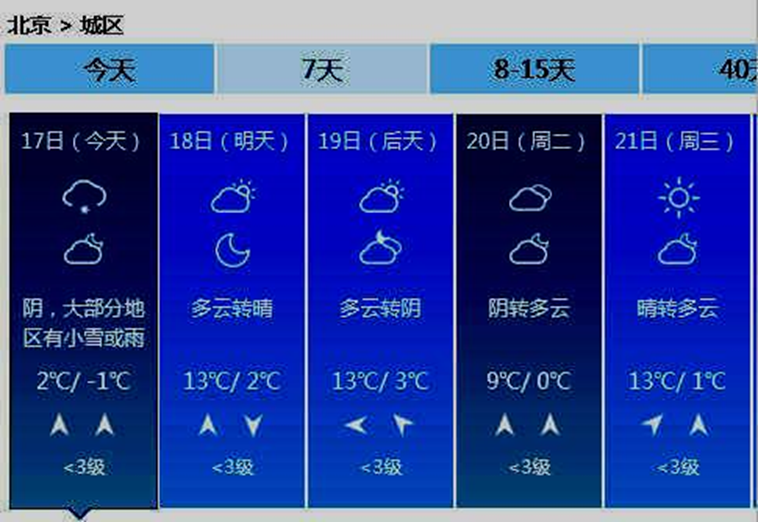 北京 > 城区
今天 7天 8-15天 40天
17日（今天） 18日（明天） 19日（后天） 20日（周二） 21日（周三）
阴，大部分地 多云转晴 多云转阴 阴转多云 晴转多云
区有小雪或雨
2℃/ -1℃ 13℃/ 2℃ 13℃/ 3℃ 9℃/ 0℃ 13℃/ 1℃
<3级 <3级 <3级 <3级 <3级